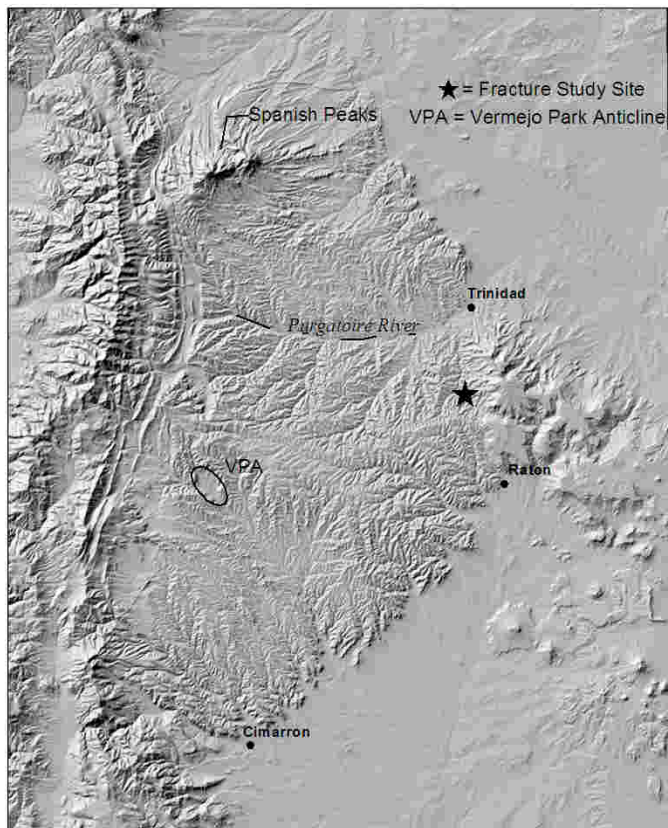 ★ = Fracture Study Site
Spanish Peaks
VPA = Vermejo Park Anticline
Trinidad
Purgatoire River
VPA
Raton
Cimarron